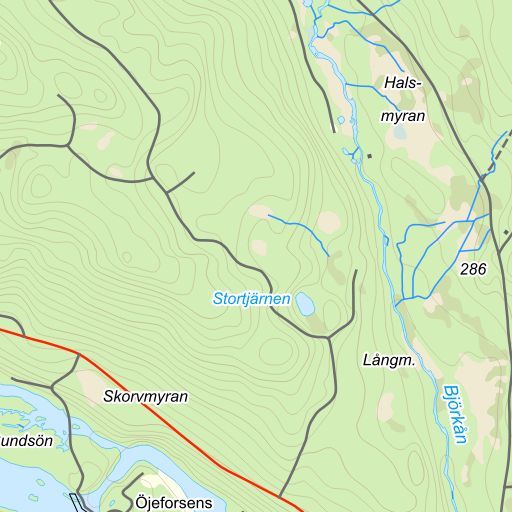 Hals-
myran
286
Stortjärnen
Långm.
Skorvmyran
Björkån
undsön
Öjeforsens